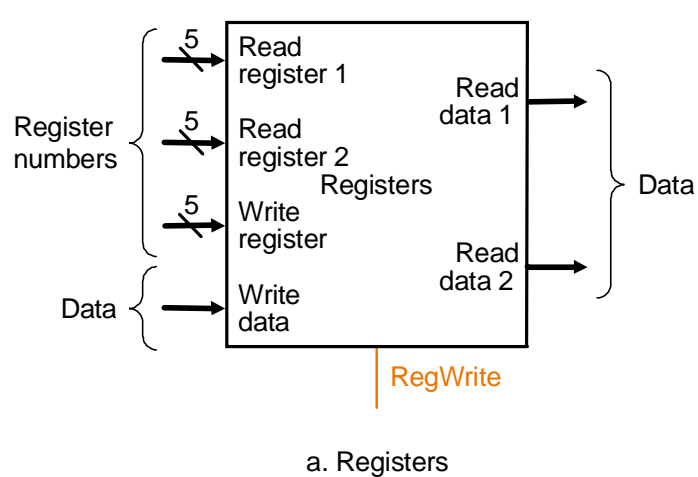 Register
numbers
5
Read
register 1
5
Read
register 2
5
Write
register
Data
Write
data
Registers
Read
data 1
Read
data 2
Data
RegWrite
a. Registers